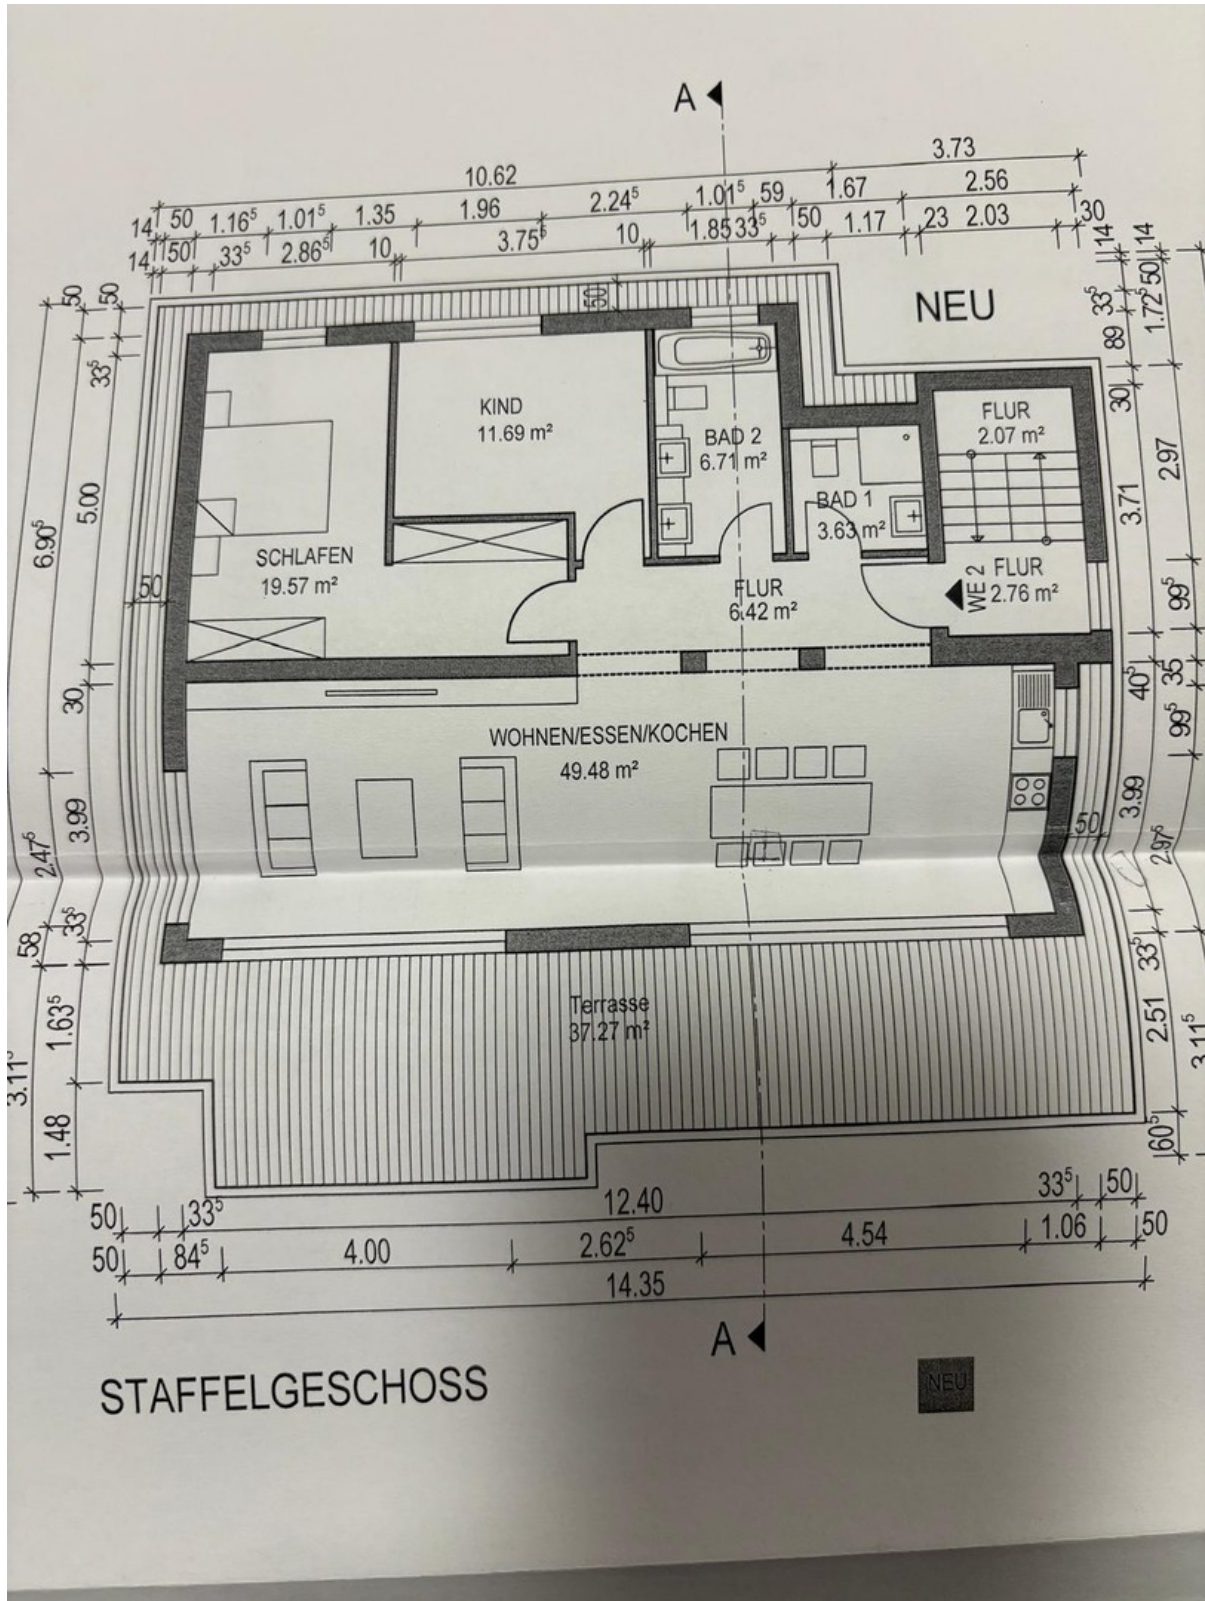 A
3.73
10.62
14 50 1.16⁵ 1.01⁵ 1.35 1.96 2.24⁵ 1.01⁵ 59 1.67 2.56
14 50 33⁵ 2.86⁵ 10 3.75⁵ 10 1.85 33⁵ 50 1.17 23 2.03 30
14 14
50
NEU
50 50
50
33⁵
1.72⁵
89
33⁵
30
KIND
11.69 m²
BAD 2
6.71 m²
FLUR
2.07 m²
2.97
5.00
6.90⁵
3.71
BAD 1
3.63 m²
SCHLAFEN
19.57 m²
50
FLUR
6.42 m²
WE 2
FLUR
2.76 m²
99⁵
30
40⁵ 35
99⁵
WOHNEN/ESSEN/KOCHEN
49.48 m²
3.99
2.47⁵
3.99
50
2.97⁵
58
33⁵
33⁵
Terrasse
37.27 m²
1.63⁵
2.51
3.11⁵
3.11⁵
1.48
60⁵
50 33⁵ 12.40 33⁵ 50
50 84⁵ 4.00 2.62⁵ 4.54 1.06 50
14.35
A
STAFFELGESCHOSS
NEU